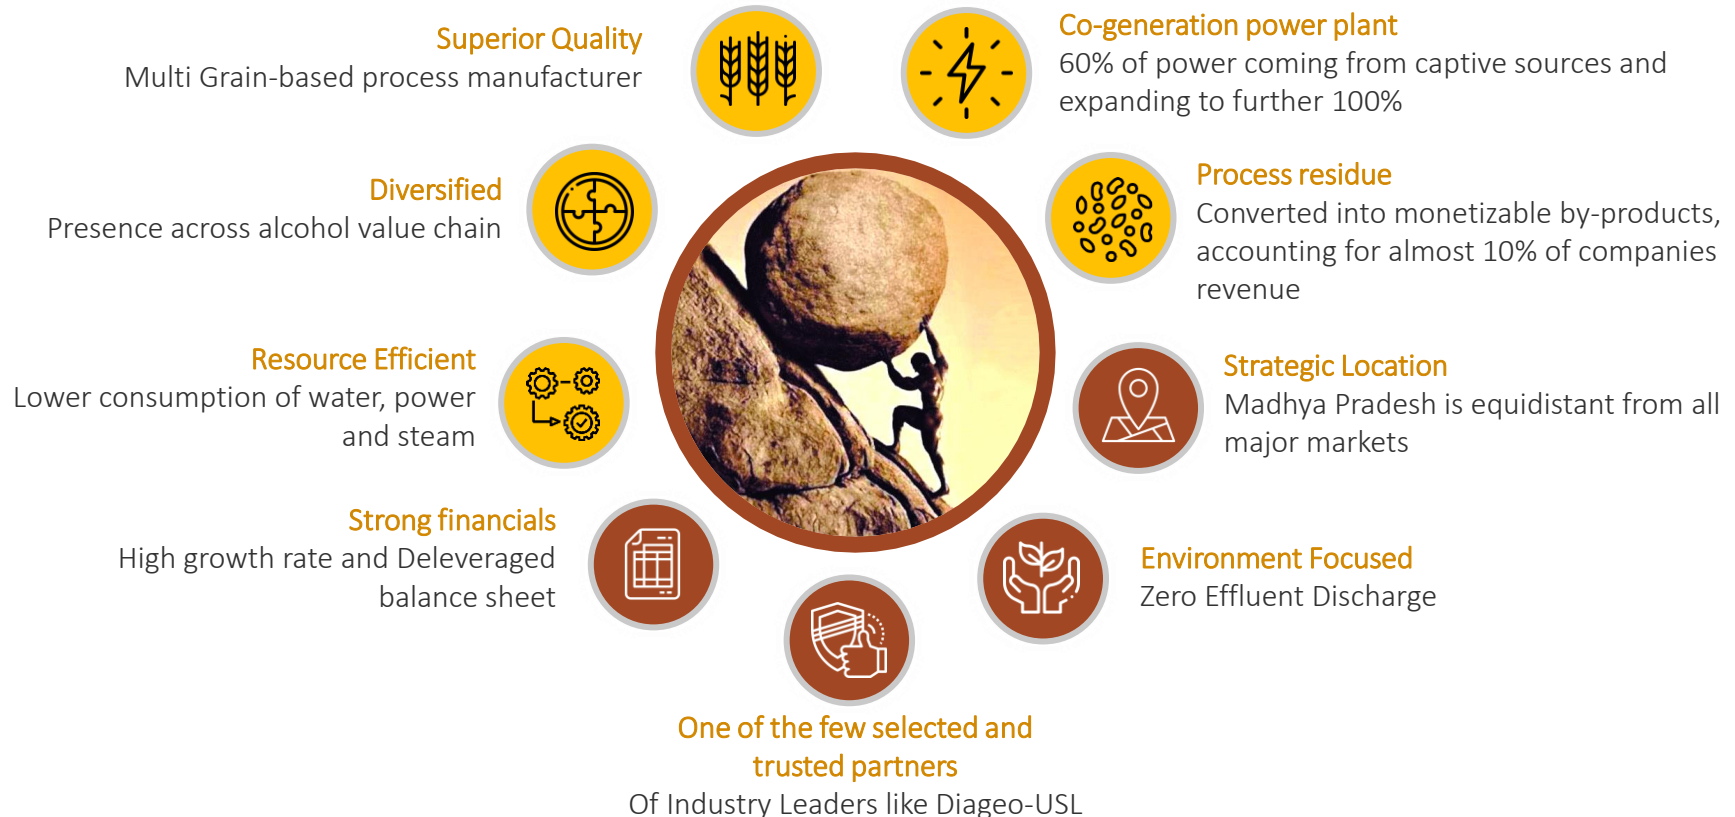 Superior Quality
Multi Grain-based process manufacturer
Co-generation power plant
60% of power coming from captive sources and
expanding to further 100%
Diversified
Presence across alcohol value chain
Process residue
Converted into monetizable by-products,
accounting for almost 10% of companies
revenue
Resource Efficient
Lower consumption of water, power
and steam
Strategic Location
Madhya Pradesh is equidistant from all
major markets
Strong financials
High growth rate and Deleveraged
balance sheet
Environment Focused
Zero Effluent Discharge
One of the few selected and
trusted partners
Of Industry Leaders like Diageo-USL